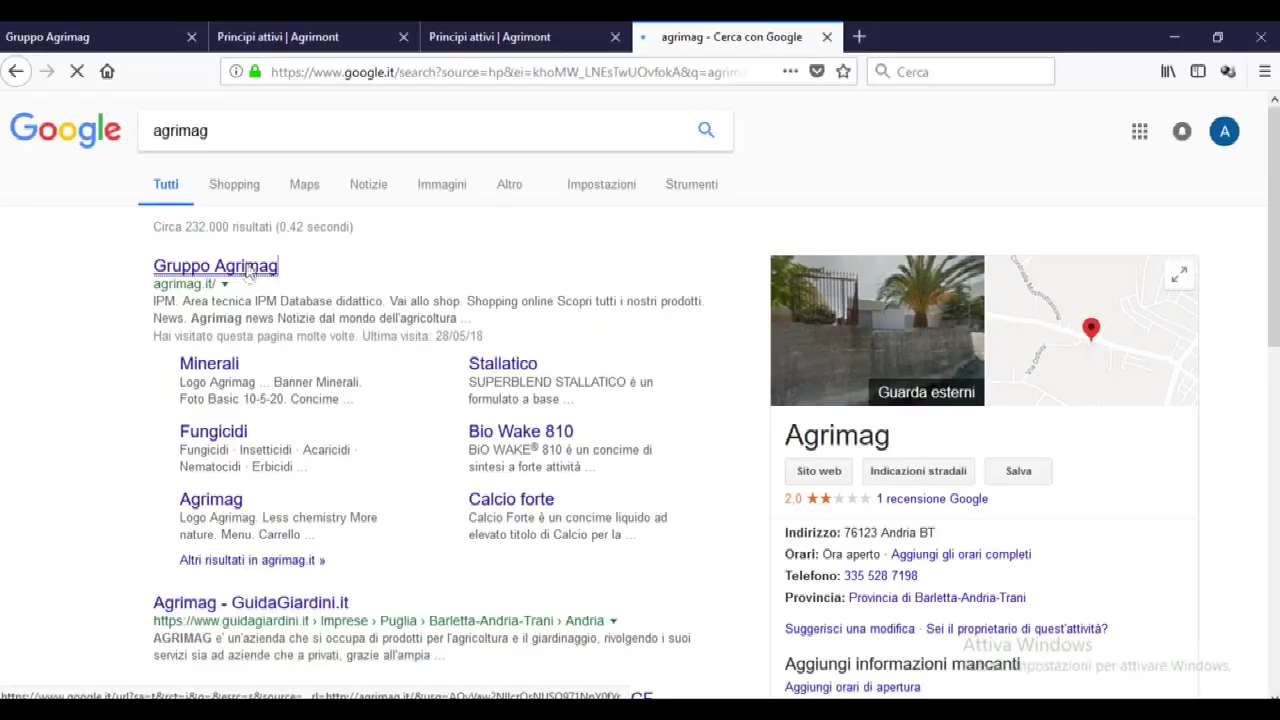 Gruppo Agrimag
Principi attivi | Agrimont
Principi attivi | Agrimont
agrimag - Cerca con Google
https://www.google.it/search?source=hp&ei=khoMW_LNEsTwUOvfokA&q=agrima
Cerca
Google
agrimag
A
Tutti
Shopping
Maps
Notizie
Immagini
Altro
Impostazioni
Strumenti
Circa 232.000 risultati (0,42 secondi)
Gruppo Agrimag
agrimag.it/
IPM. Area tecnica IPM Database didattico. Vai allo shop. Shopping online Scopri tutti i nostri prodotti.
News. Agrimag news Notizie dal mondo dell'agricoltura ...
Hai visitato questa pagina molte volte. Ultima visita: 28/05/18
Minerali
Logo Agrimag ... Banner Minerali.
Foto Basic 10-5-20. Concime ...
Stallatico
SUPERBLEND STALLATICO è un
formulato a base ...
Fungicidi
Fungicidi · Insetticidi · Acaricidi ·
Nematocidi · Erbicidi ...
Bio Wake 810
BiO WAKE® 810 è un concime di
sintesi a forte attività ...
Agrimag
Logo Agrimag. Less chemistry More
nature. Menu. Carrello ...
Calcio forte
Calcio Forte è un concime liquido ad
elevato titolo di Calcio per la ...
Altri risultati in agrimag.it »
Agrimag - GuidaGiardini.it
https://www.guidagiardini.it › Imprese › Puglia › Barletta-Andria-Trani › Andria
AGRIMAG e' un'azienda che si occupa di prodotti per l'agricoltura e il giardinaggio, rivolgendo i suoi
servizi sia ad aziende che a privati, grazie all'ampia ...
Guarda esterni
Agrimag
Sito web
Indicazioni stradali
Salva
2,0
1 recensione Google
Indirizzo: 76123 Andria BT
Orari: Ora aperto · Aggiungi gli orari completi
Telefono: 335 528 7198
Provincia: Provincia di Barletta-Andria-Trani
Suggerisci una modifica · Sei il proprietario di quest'attività?
Attiva Windows
Aggiungi informazioni mancanti
impostazioni per attivare Windows.
Aggiungi orari di apertura